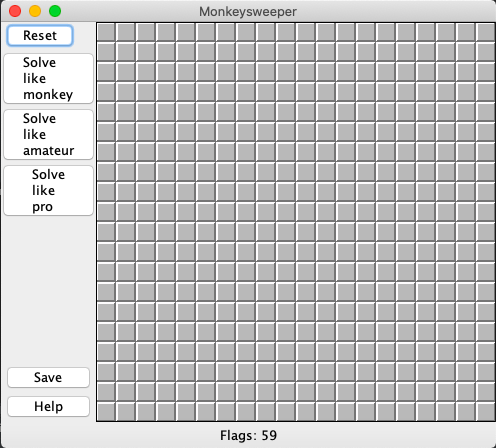 Monkeysweeper
Reset
Solve
like
monkey
Solve
like
amateur
Solve
like
pro
Save
Help
Flags: 59